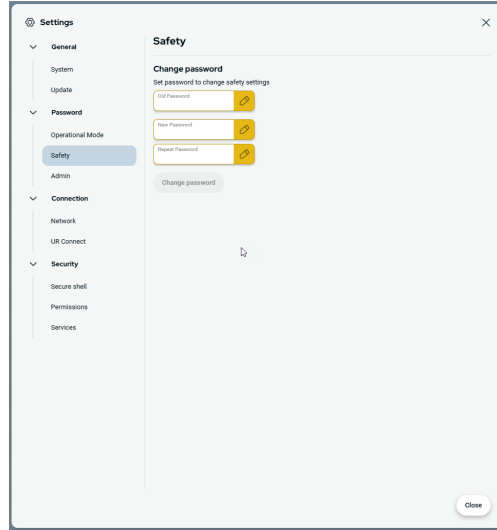 Settings
General
System
Update
Password
Operational Mode
Safety
Admin
Connection
Network
UR Connect
Security
Secure shell
Permissions
Services
Safety
Change password
Set password to change safety settings
Old Password
New Password
Repeat Password
Change password
Close